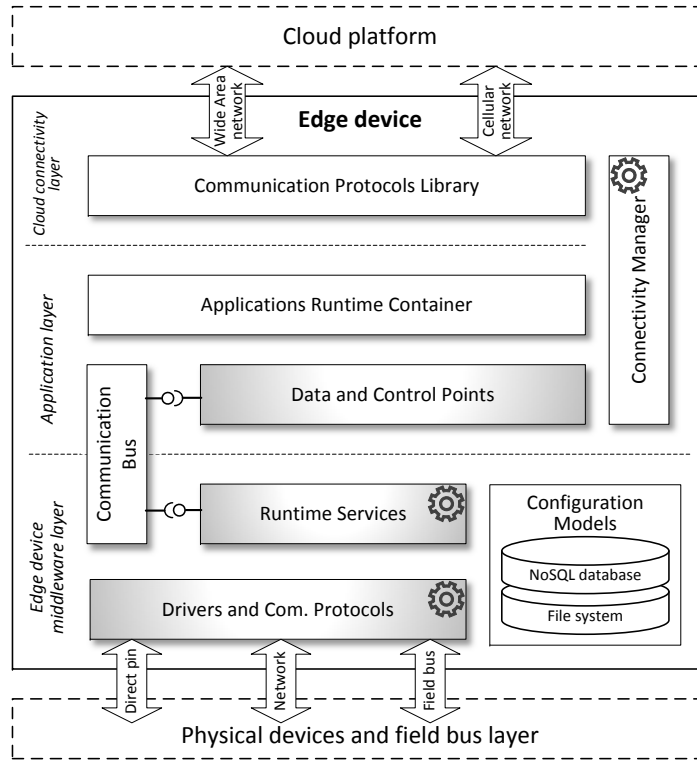 Cloud platform
Wide Area
network
Cellular
network
Edge device
Cloud connectivity
layer
Communication Protocols Library
Connectivity Manager
Application layer
Applications Runtime Container
Data and Control Points
Communication
Bus
Edge device
middleware layer
Runtime Services
Configuration
Models
NoSQL database
File system
Drivers and Com. Protocols
Direct pin
Network
Field bus
Physical devices and field bus layer